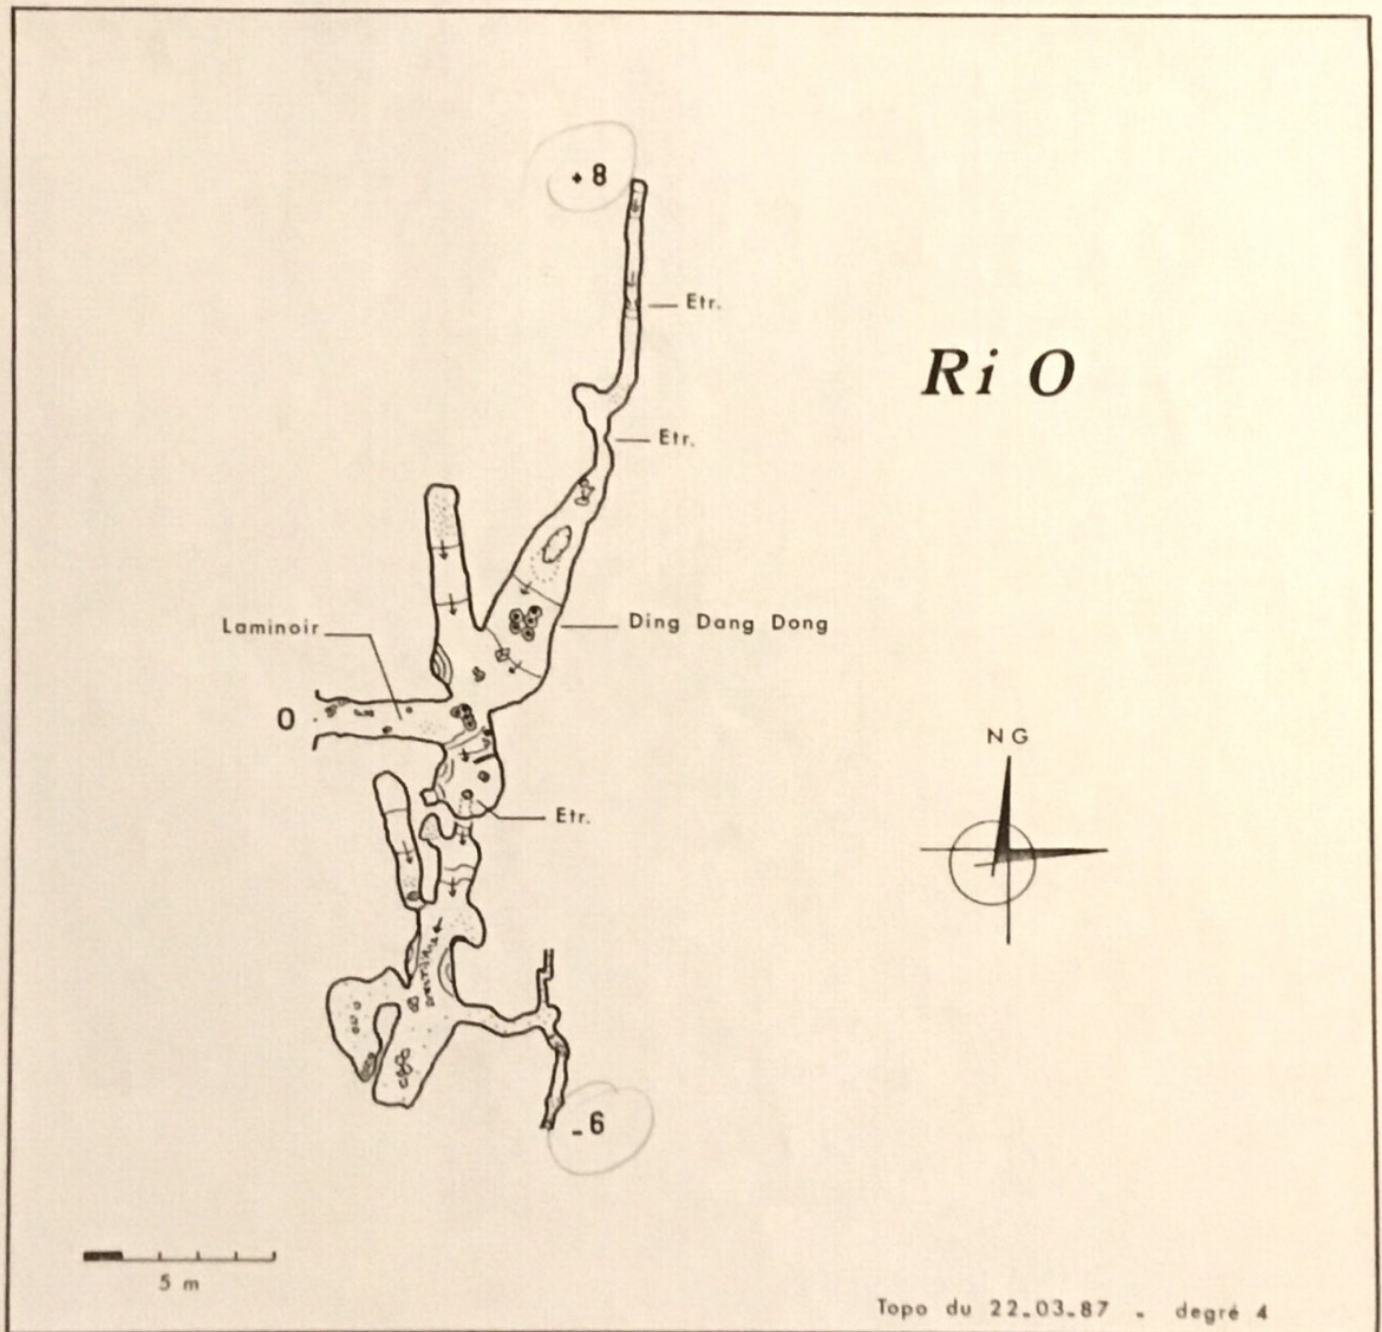 +8
Etr.
Ri O
Etr.
Laminoir
Ding Dang Dong
0
N G
Etr.
-6
5 m
Topo du 22.03.87 - degré 4